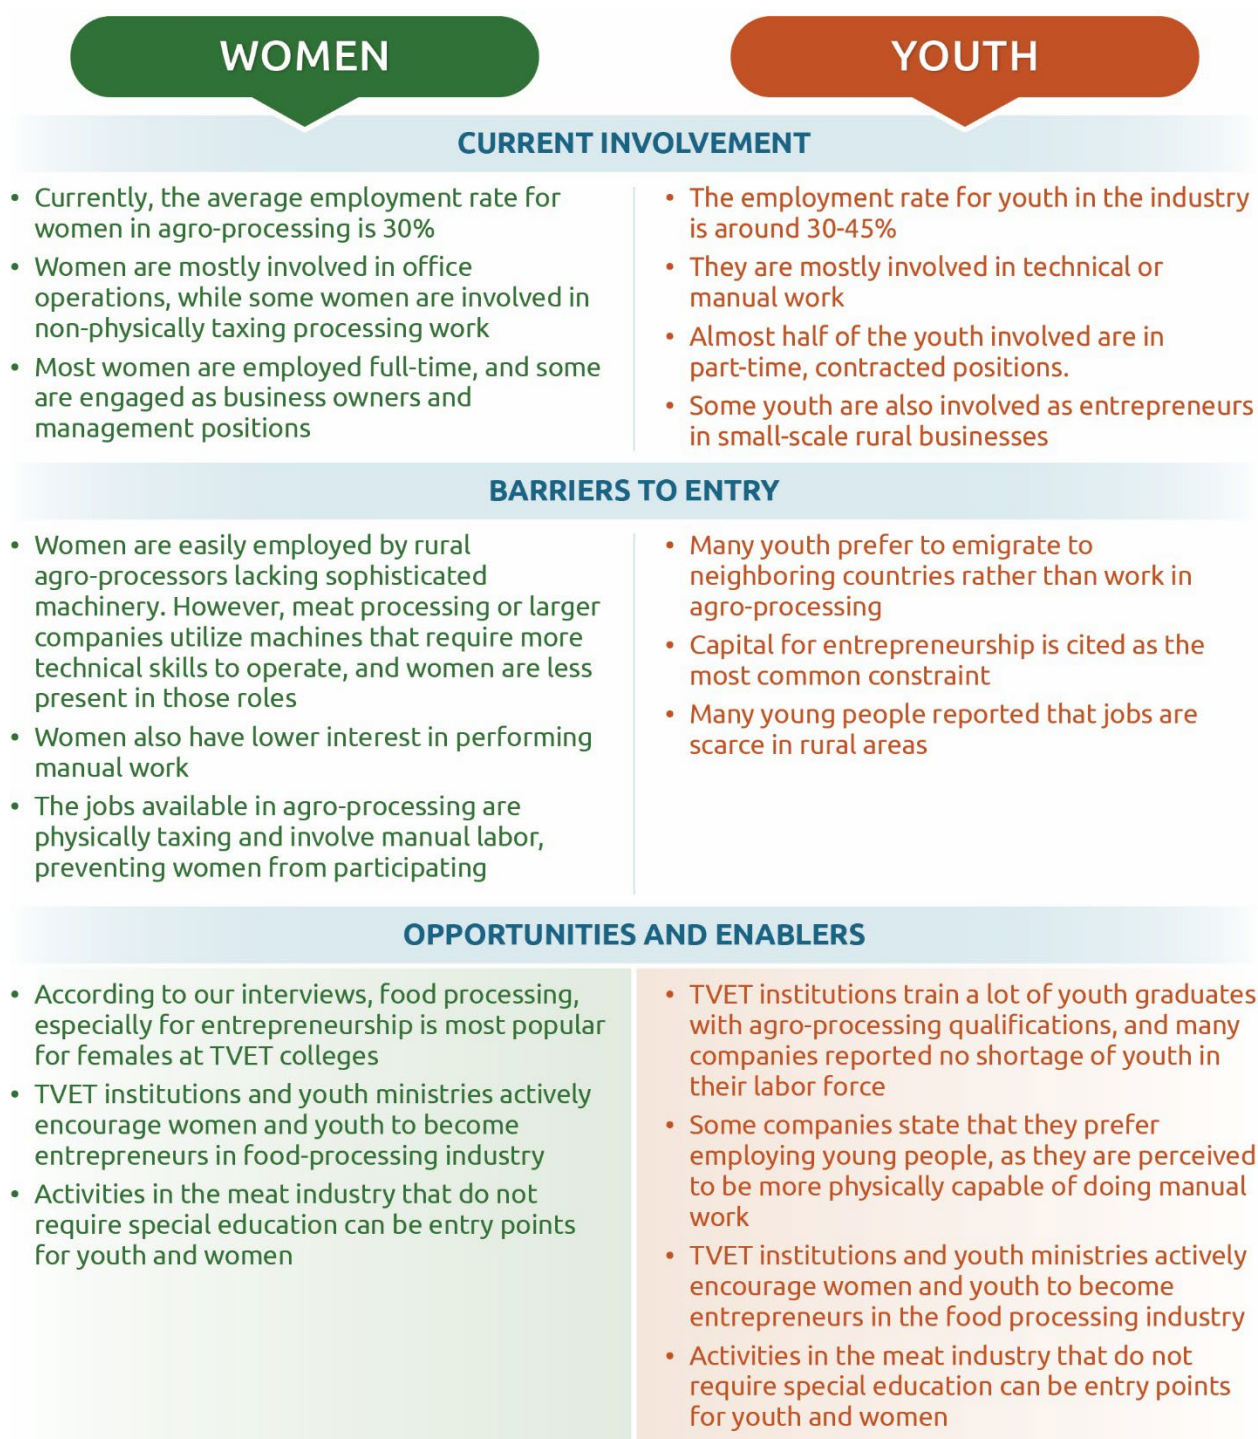 WOMEN
YOUTH
CURRENT INVOLVEMENT
• Currently, the average employment rate for
women in agro-processing is 30%
• Women are mostly involved in office
operations, while some women are involved in
non-physically taxing processing work
• Most women are employed full-time, and some
are engaged as business owners and
management positions
• The employment rate for youth in the industry
is around 30-45%
• They are mostly involved in technical or
manual work
• Almost half of the youth involved are in
part-time, contracted positions.
• Some youth are also involved as entrepreneurs
in small-scale rural businesses
BARRIERS TO ENTRY
• Women are easily employed by rural
agro-processors lacking sophisticated
machinery. However, meat processing or larger
companies utilize machines that require more
technical skills to operate, and women are less
present in those roles
• Women also have lower interest in performing
manual work
• The jobs available in agro-processing are
physically taxing and involve manual labor,
preventing women from participating
• Many youth prefer to emigrate to
neighboring countries rather than work in
agro-processing
• Capital for entrepreneurship is cited as the
most common constraint
• Many young people reported that jobs are
scarce in rural areas
OPPORTUNITIES AND ENABLERS
• According to our interviews, food processing,
especially for entrepreneurship is most popular
for females at TVET colleges
• TVET institutions and youth ministries actively
encourage women and youth to become
entrepreneurs in food-processing industry
• Activities in the meat industry that do not
require special education can be entry points
for youth and women
• TVET institutions train a lot of youth graduates
with agro-processing qualifications, and many
companies reported no shortage of youth in
their labor force
• Some companies state that they prefer
employing young people, as they are perceived
to be more physically capable of doing manual
work
• TVET institutions and youth ministries actively
encourage women and youth to become
entrepreneurs in the food processing industry
• Activities in the meat industry that do not
require special education can be entry points
for youth and women